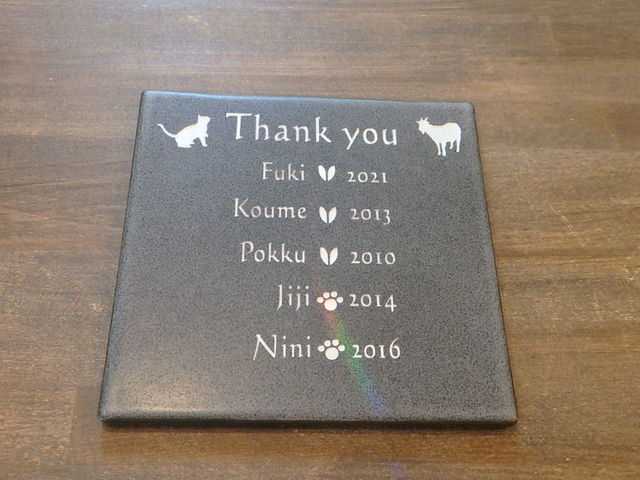 Thank you
Fuki 2021
Koume 2013
Pokku 2010
Jiji 2014
Nini 2016